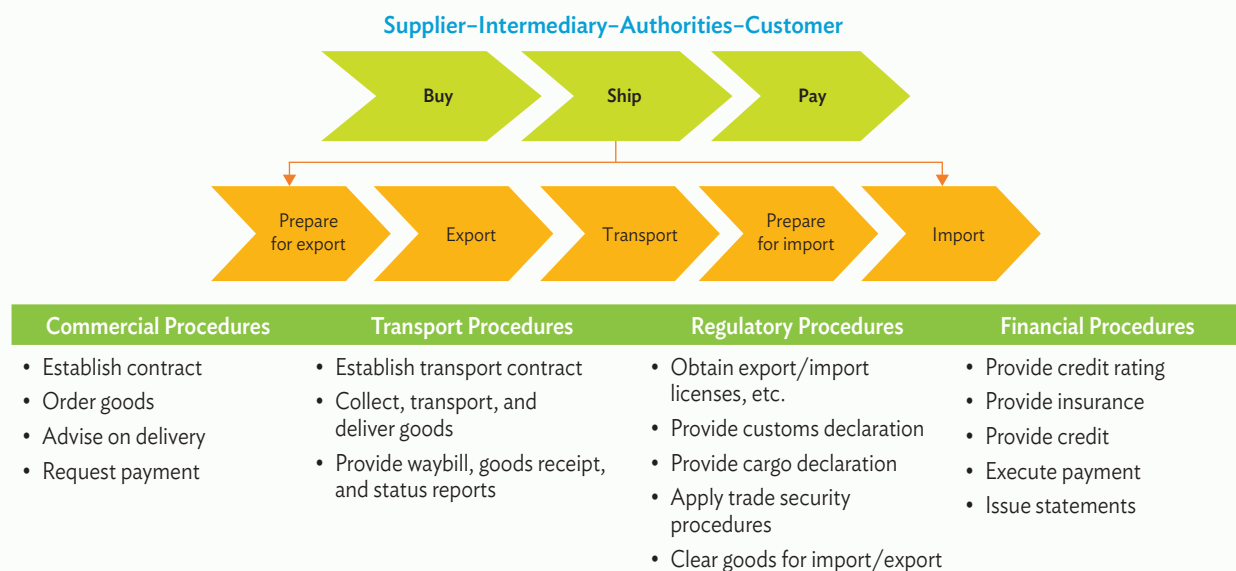 Supplier–Intermediary–Authorities–Customer
Buy
Ship
Pay
Prepare
for export
Export
Transport
Prepare
for import
Import
Commercial Procedures
• Establish contract
• Order goods
• Advise on delivery
• Request payment
Transport Procedures
• Establish transport contract
• Collect, transport, and
deliver goods
• Provide waybill, goods receipt,
and status reports
Regulatory Procedures
• Obtain export/import
licenses, etc.
• Provide customs declaration
• Provide cargo declaration
• Apply trade security
procedures
• Clear goods for import/export
Financial Procedures
• Provide credit rating
• Provide insurance
• Provide credit
• Execute payment
• Issue statements